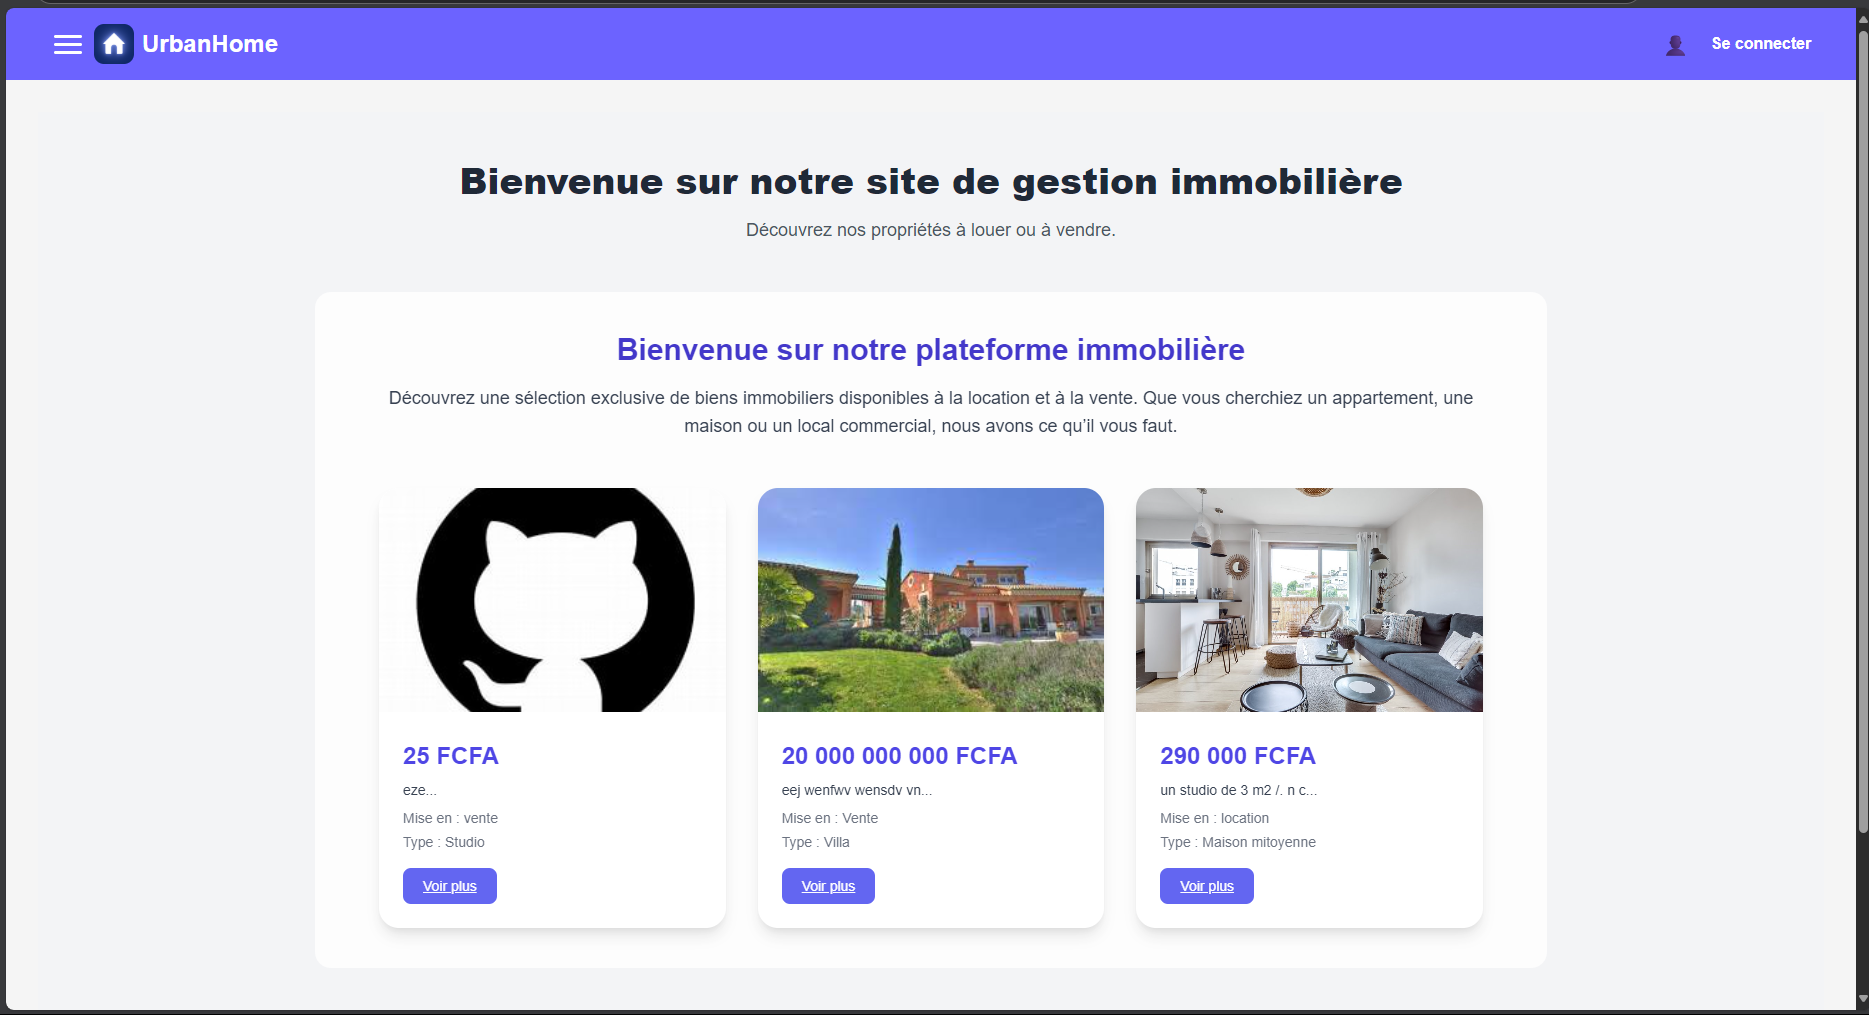 UrbanHome
Se connecter
Bienvenue sur notre site de gestion immobilière
Découvrez nos propriétés à louer ou à vendre.
Bienvenue sur notre plateforme immobilière
Découvrez une sélection exclusive de biens immobiliers disponibles à la location et à la vente. Que vous cherchiez un appartement, une
maison ou un local commercial, nous avons ce qu’il vous faut.
25 FCFA
eze...
Mise en : vente
Type : Studio
Voir plus
20 000 000 000 FCFA
eej wenfwv wensdv vn...
Mise en : Vente
Type : Villa
Voir plus
290 000 FCFA
un studio de 3 m2 /. n c...
Mise en : location
Type : Maison mitoyenne
Voir plus